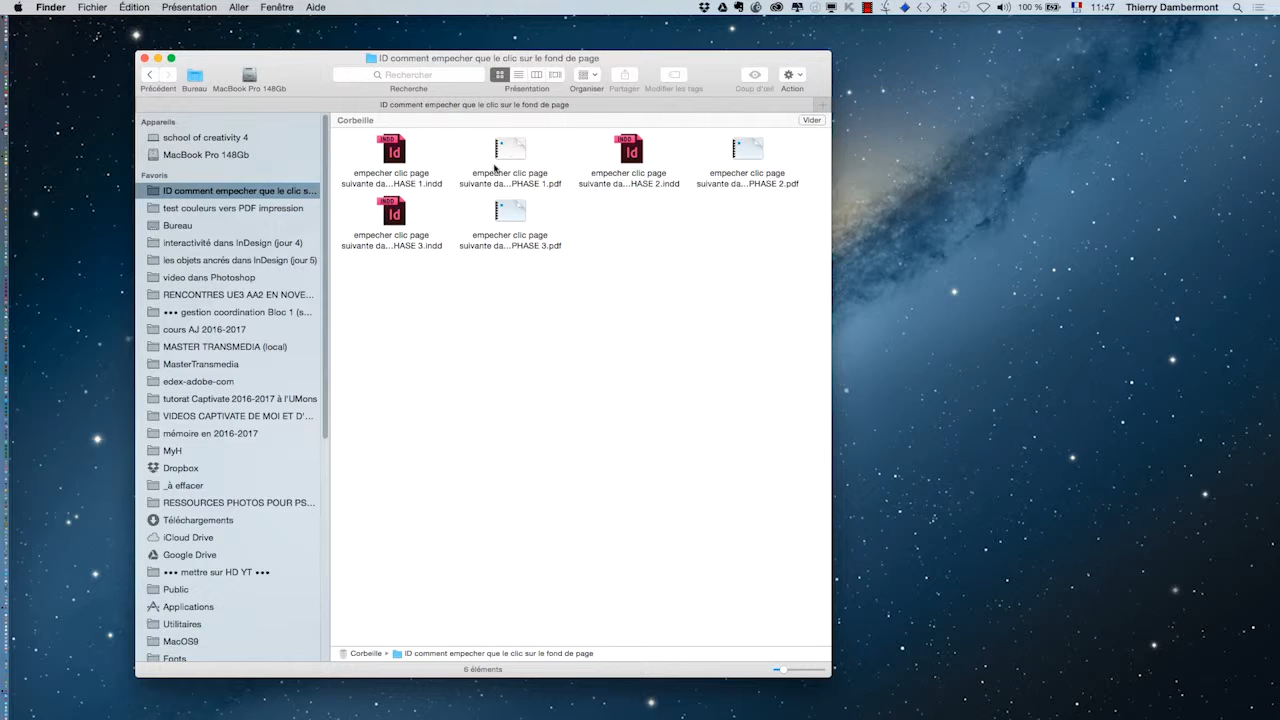 Finder Fichier Édition Présentation Aller Fenêtre Aide 100 % 11:47 Thierry Dambermont
ID comment empecher que le clic sur le fond de page
Rechercher
Précédent Bureau MacBook Pro 148Gb Recherche Présentation Organiser Partager Modifier les tags Coup d'œil Action
ID comment empecher que le clic sur le fond de page
Appareils
school of creativity 4
MacBook Pro 148Gb
Favoris
ID comment empecher que le clic s...
test couleurs vers PDF impression
Bureau
interactivité dans InDesign (jour 4)
les objets ancrés dans InDesign (jour 5)
video dans Photoshop
RENCONTRES UE3 AA2 EN NOVE...
••• gestion coordination Bloc 1 (s...
cours AJ 2016-2017
MASTER TRANSMEDIA (local)
MasterTransmedia
edex-adobe-com
tutorat Captivate 2016-2017 à l'UMons
VIDEOS CAPTIVATE DE MOI ET D'...
mémoire en 2016-2017
MyH
Dropbox
_à effacer
RESSOURCES PHOTOS POUR PS...
Téléchargements
iCloud Drive
Google Drive
••• mettre sur HD YT •••
Public
Applications
Utilitaires
MacOS9
Fonts
Corbeille Vider
INDD
Id
empecher clic page
suivante da...HASE 1.indd
empecher clic page
suivante da...PHASE 1.pdf
INDD
Id
empecher clic page
suivante da...HASE 2.indd
empecher clic page
suivante da...PHASE 2.pdf
INDD
Id
empecher clic page
suivante da...HASE 3.indd
empecher clic page
suivante da...PHASE 3.pdf
Corbeille ▸ ID comment empecher que le clic sur le fond de page
6 éléments